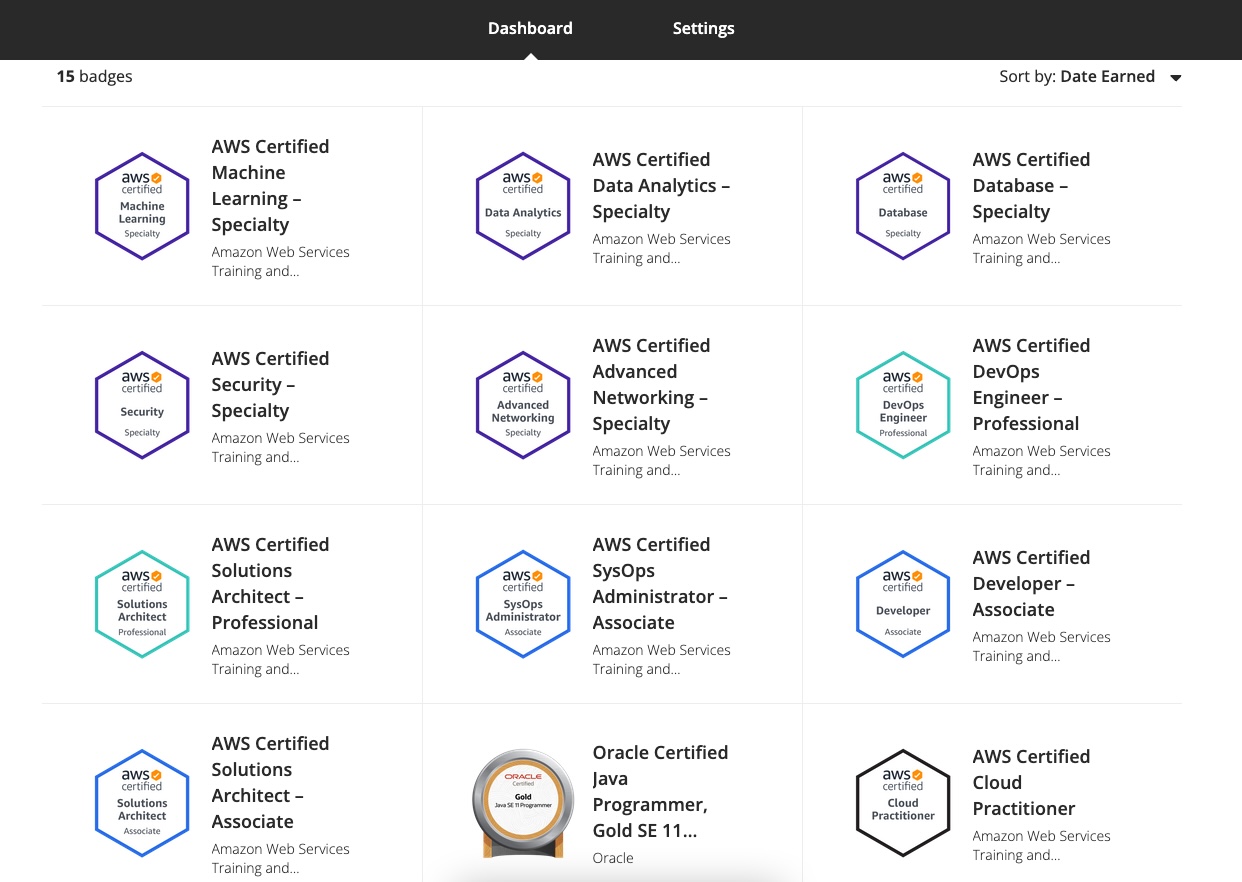 Dashboard
Settings
15 badges
Sort by: Date Earned
aws
certified
Machine
Learning
Specialty
AWS Certified
Machine
Learning –
Specialty
Amazon Web Services
Training and...
aws
certified
Data Analytics
Specialty
AWS Certified
Data Analytics –
Specialty
Amazon Web Services
Training and...
aws
certified
Database
Specialty
AWS Certified
Database –
Specialty
Amazon Web Services
Training and...
aws
certified
Security
Specialty
AWS Certified
Security –
Specialty
Amazon Web Services
Training and...
aws
certified
Advanced
Networking
Specialty
AWS Certified
Advanced
Networking –
Specialty
Amazon Web Services
Training and...
aws
certified
DevOps
Engineer
Professional
AWS Certified
DevOps
Engineer –
Professional
Amazon Web Services
Training and...
aws
certified
Solutions
Architect
Professional
AWS Certified
Solutions
Architect –
Professional
Amazon Web Services
Training and...
aws
certified
SysOps
Administrator
Associate
AWS Certified
SysOps
Administrator –
Associate
Amazon Web Services
Training and...
aws
certified
Developer
Associate
AWS Certified
Developer –
Associate
Amazon Web Services
Training and...
aws
certified
Solutions
Architect
Associate
AWS Certified
Solutions
Architect –
Associate
Amazon Web Services
Training and...
ORACLE
Certified
Gold
Java SE 11 Programmer
Oracle Certified
Java
Programmer,
Gold SE 11...
Oracle
aws
certified
Cloud
Practitioner
AWS Certified
Cloud
Practitioner
Amazon Web Services
Training and...